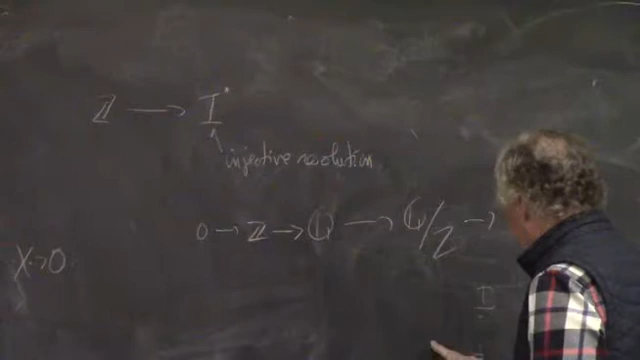 ℤ → I•
injective resolution
0 → ℤ → ℚ → ℚ/ℤ →
X → 0
I